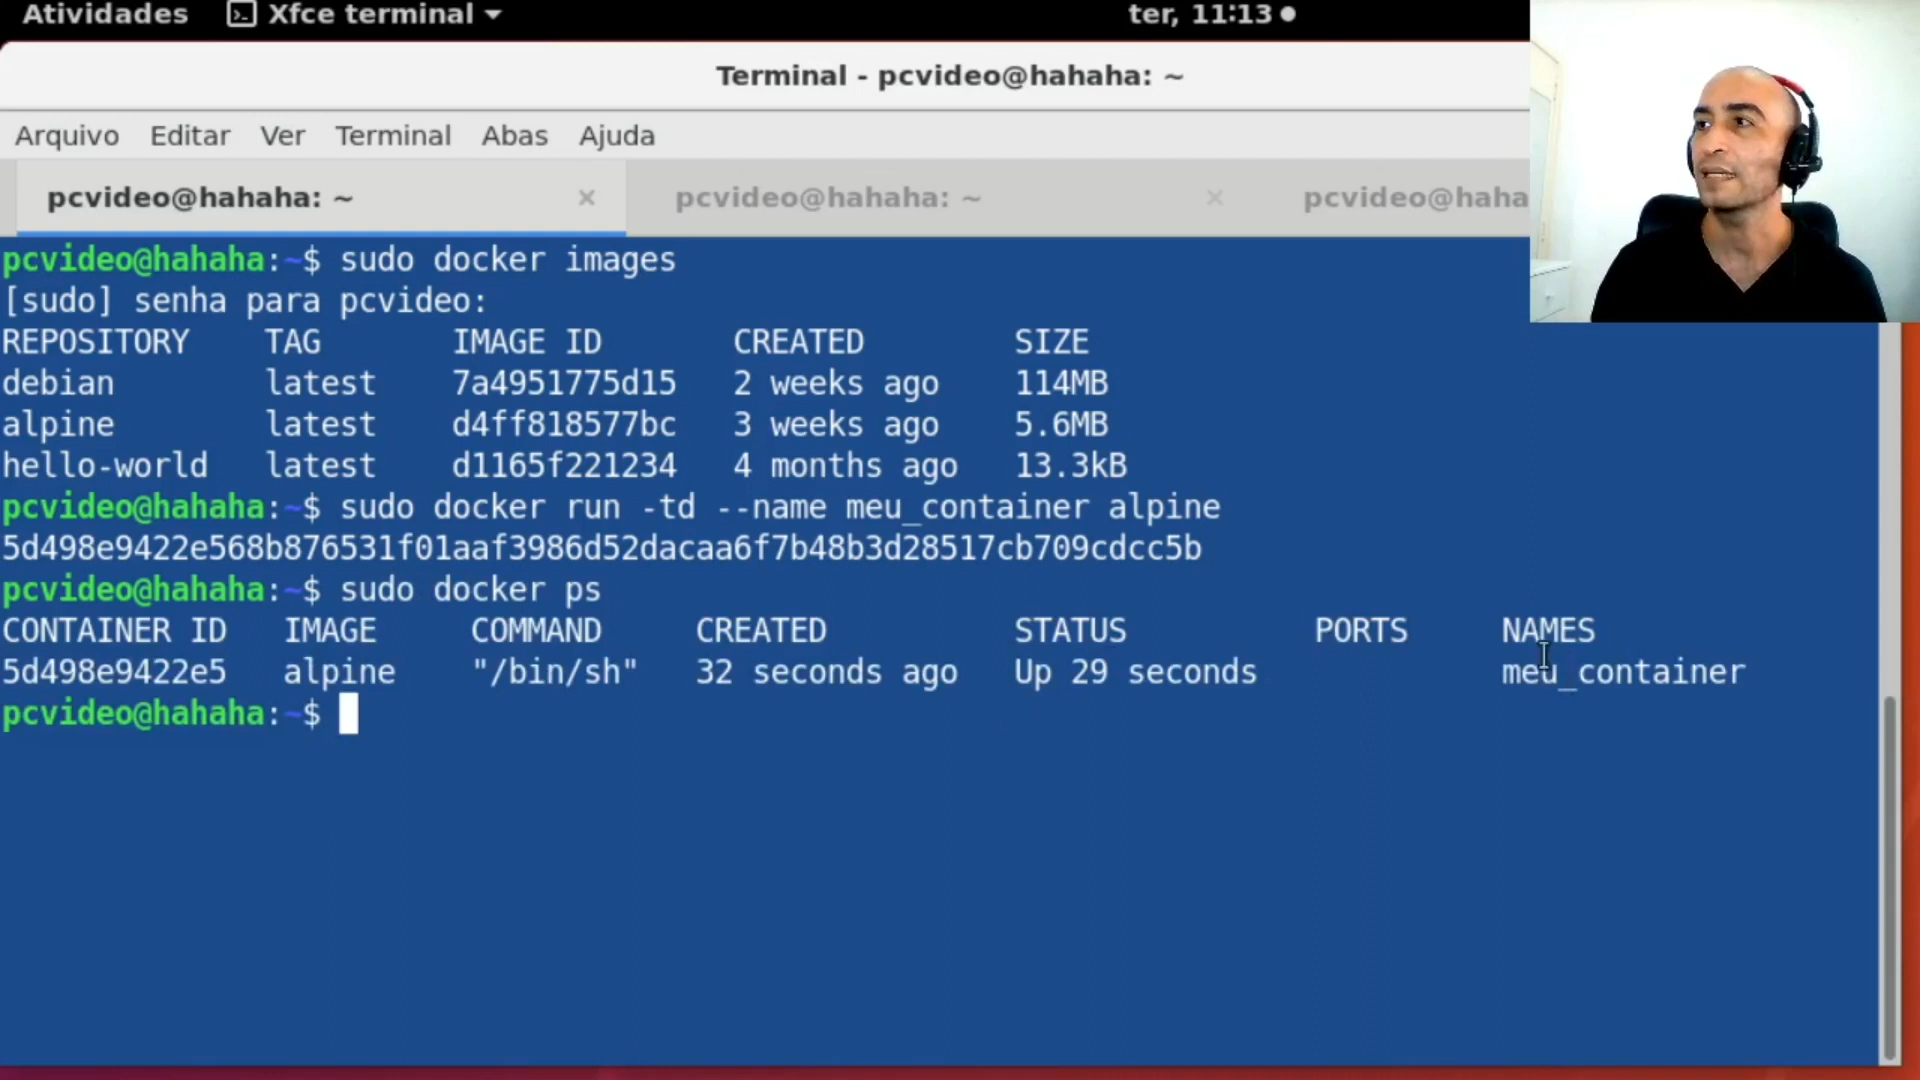 Atividades Xfce terminal ter, 11:13
Terminal - pcvideo@hahaha: ~
Arquivo Editar Ver Terminal Abas Ajuda
pcvideo@hahaha: ~ pcvideo@hahaha: ~ pcvideo@haha
pcvideo@hahaha:~$ sudo docker images
[sudo] senha para pcvideo:
REPOSITORY TAG IMAGE ID CREATED SIZE
debian latest 7a4951775d15 2 weeks ago 114MB
alpine latest d4ff818577bc 3 weeks ago 5.6MB
hello-world latest d1165f221234 4 months ago 13.3kB
pcvideo@hahaha:~$ sudo docker run -td --name meu_container alpine
5d498e9422e568b876531f01aaf3986d52dacaa6f7b48b3d28517cb709cdcc5b
pcvideo@hahaha:~$ sudo docker ps
CONTAINER ID IMAGE COMMAND CREATED STATUS PORTS NAMES
5d498e9422e5 alpine "/bin/sh" 32 seconds ago Up 29 seconds meu_container
pcvideo@hahaha:~$